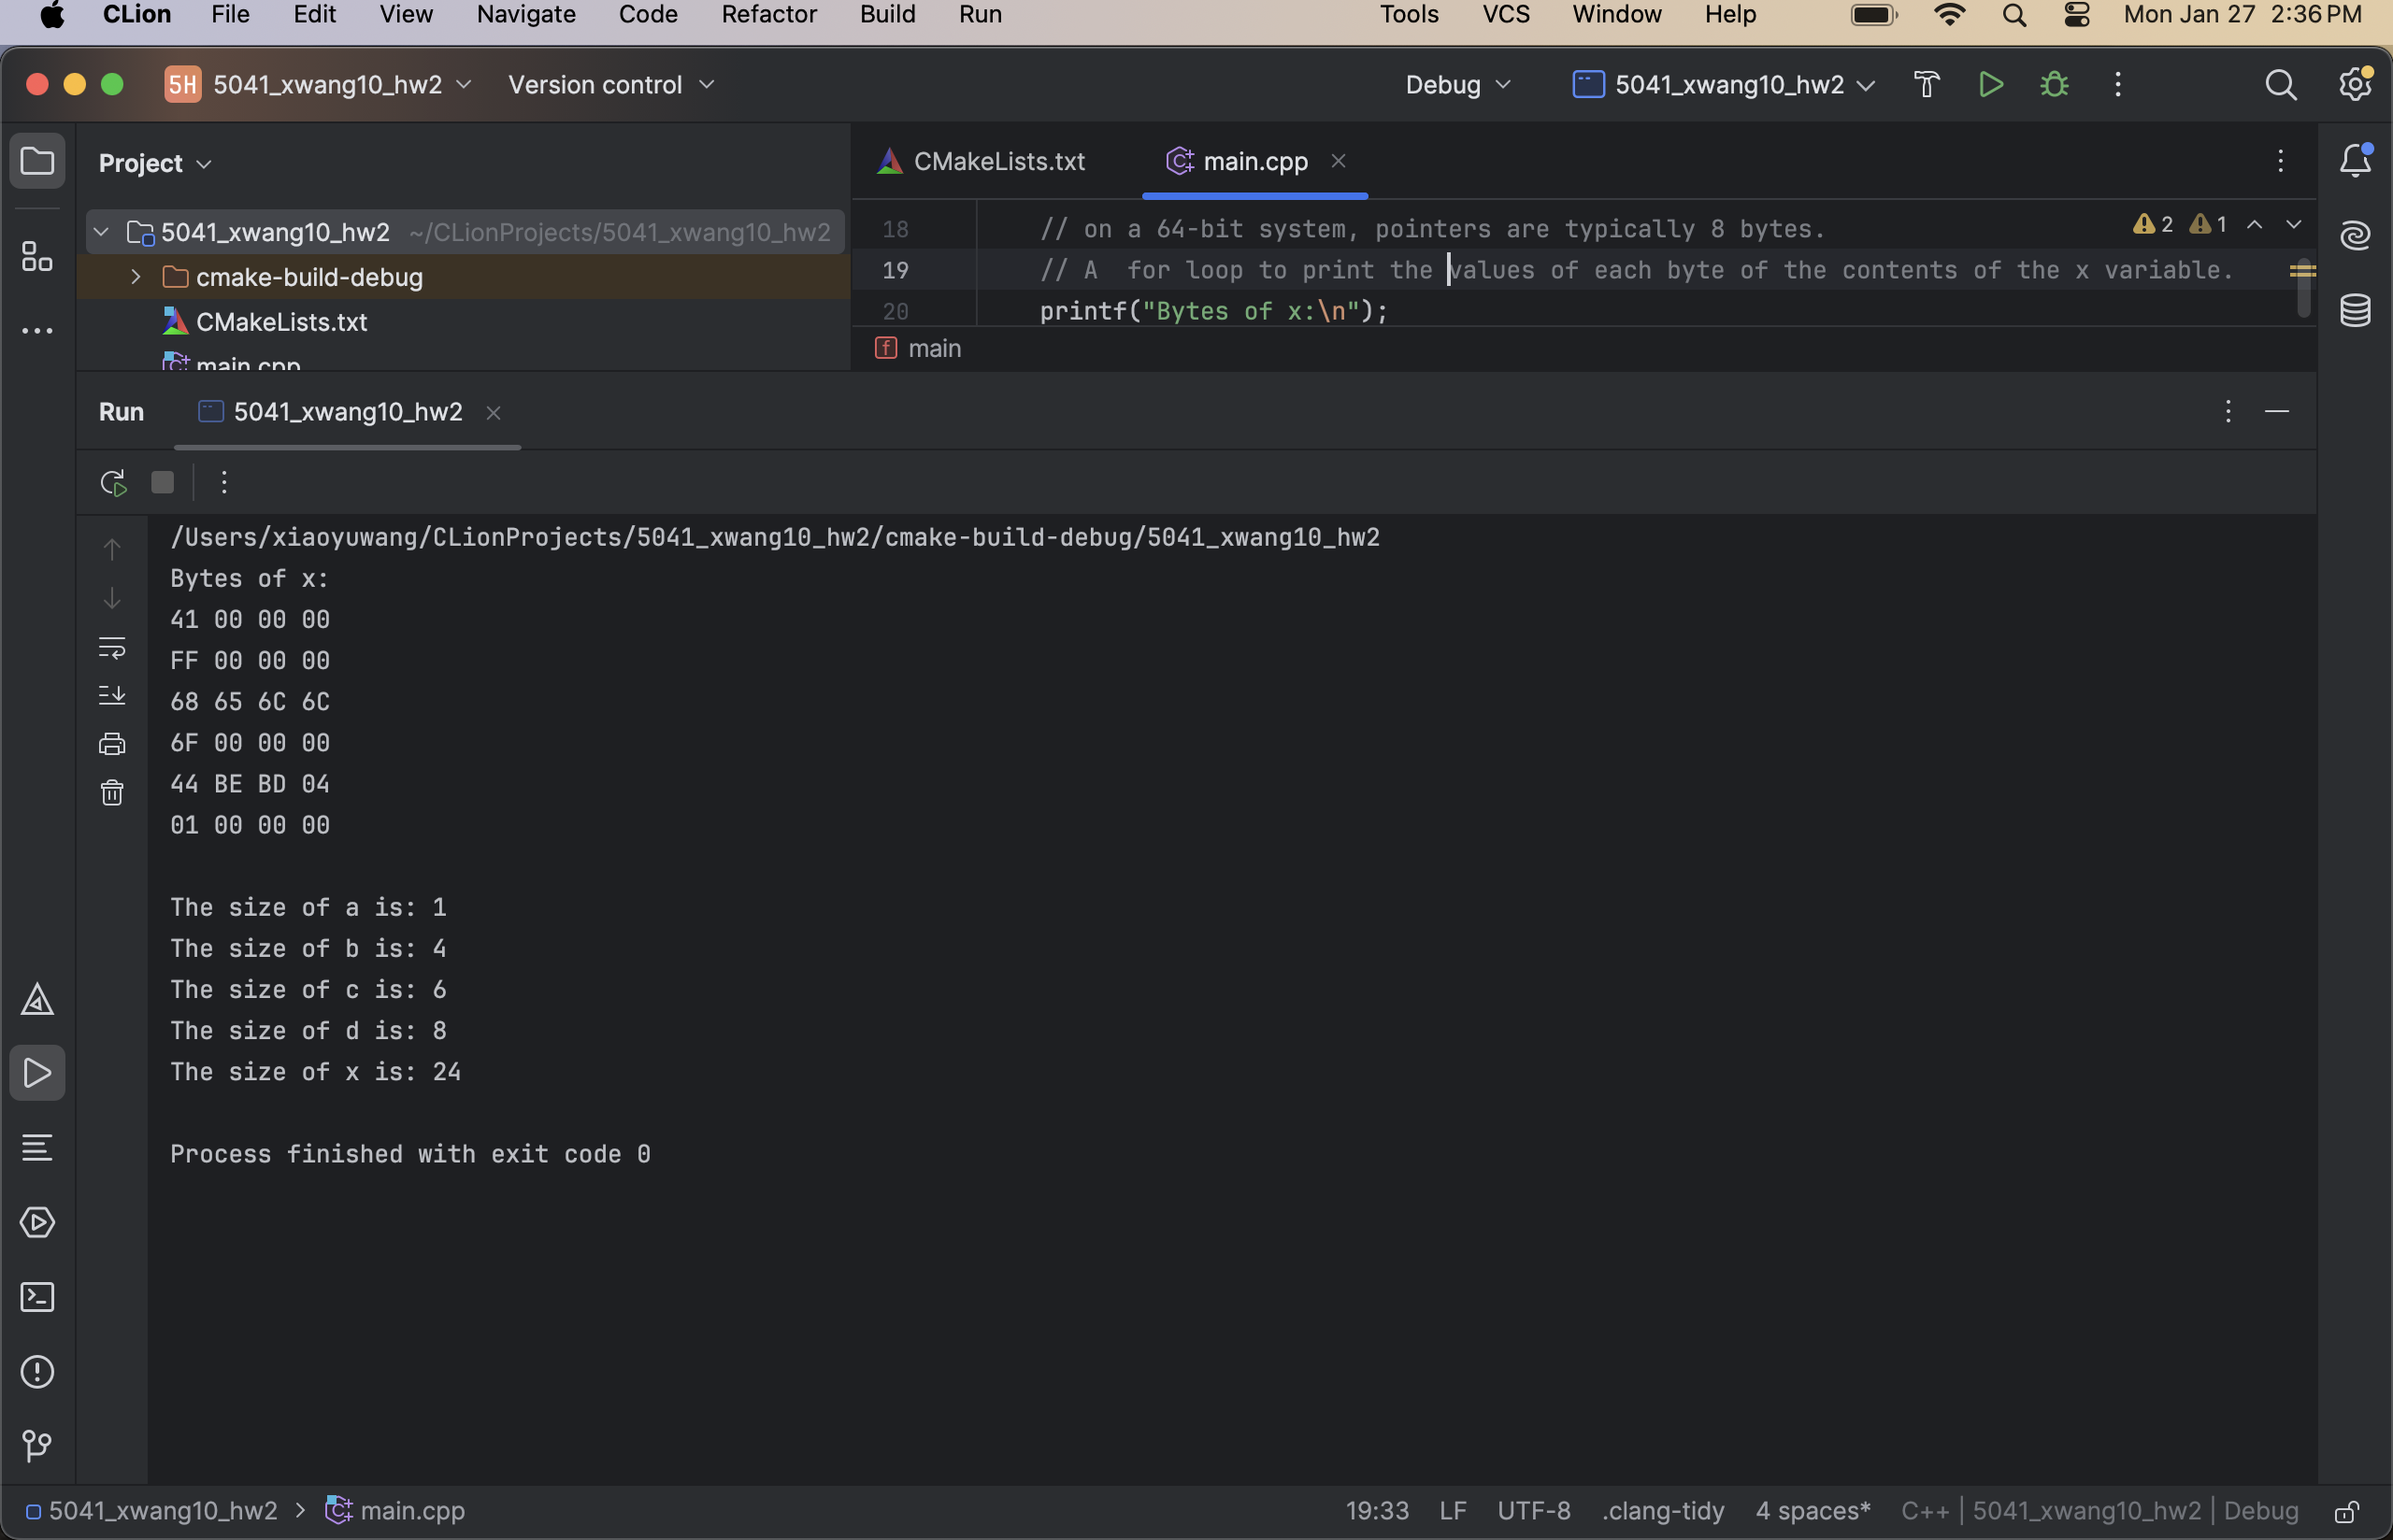 CLion File Edit View Navigate Code Refactor Build Run Tools VCS Window Help Mon Jan 27 2:36 PM
5H 5041_xwang10_hw2 Version control Debug 5041_xwang10_hw2
Project
CMakeLists.txt main.cpp
5041_xwang10_hw2 ~/CLionProjects/5041_xwang10_hw2
cmake-build-debug
CMakeLists.txt
main.cpp
18 // on a 64-bit system, pointers are typically 8 bytes. 2 1
19 // A  for loop to print the values of each byte of the contents of the x variable.
20 printf("Bytes of x:\n");
f main
Run 5041_xwang10_hw2
/Users/xiaoyuwang/CLionProjects/5041_xwang10_hw2/cmake-build-debug/5041_xwang10_hw2
Bytes of x:
41 00 00 00
FF 00 00 00
68 65 6C 6C
6F 00 00 00
44 BE BD 04
01 00 00 00
The size of a is: 1
The size of b is: 4
The size of c is: 6
The size of d is: 8
The size of x is: 24
Process finished with exit code 0
5041_xwang10_hw2 > main.cpp 19:33 LF UTF-8 .clang-tidy 4 spaces* C++ | 5041_xwang10_hw2 | Debug